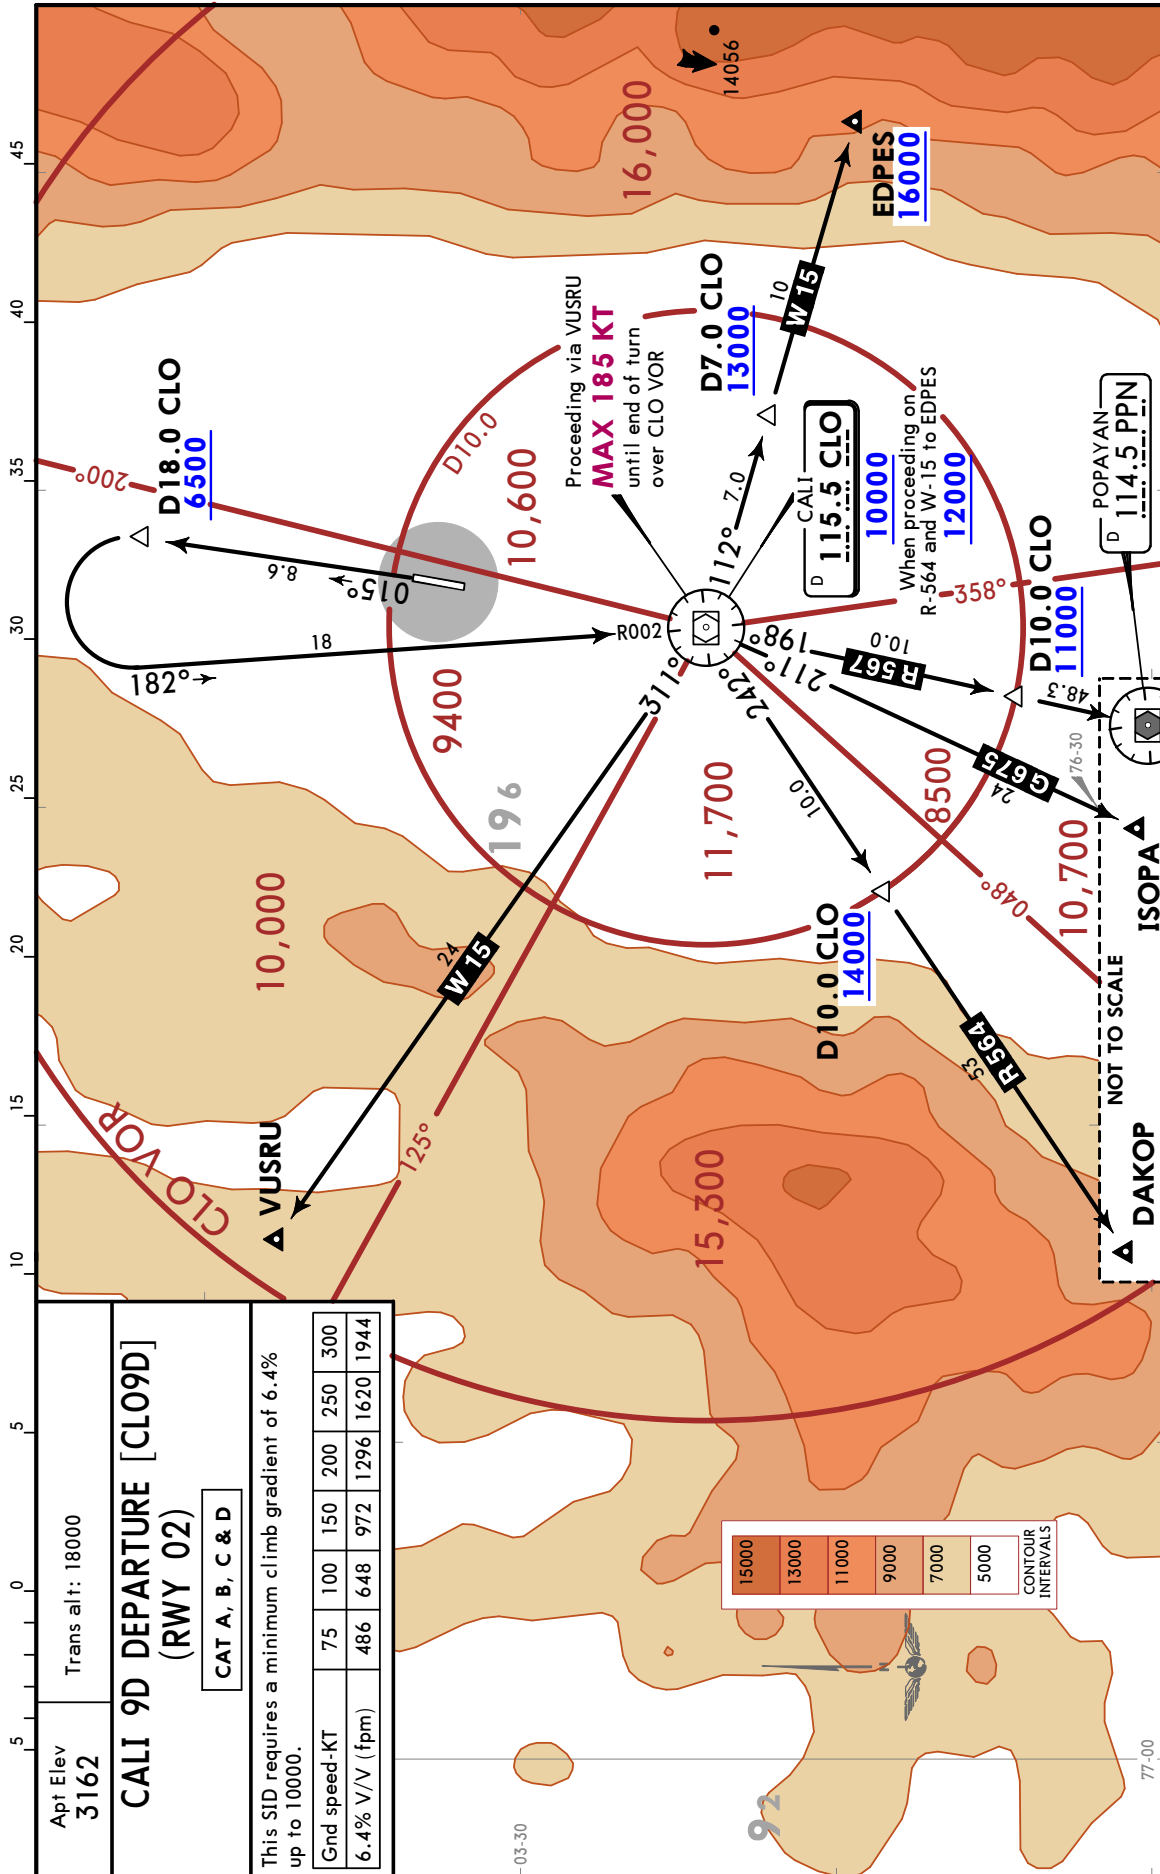 Apt Elev
3162
Trans alt: 18000
CALI 9D DEPARTURE [CLO9D]
(RWY 02)
CAT A, B, C & D
This SID requires a minimum climb gradient of 6.4%
up to 10000.
Gnd speed-KT 75 100 150 200 250 300
6.4% V/V (fpm) 486 648 972 1296 1620 1944
5 0 5 10 15 20 25 30 35 40 45
CLO VOR
VUSRU
W 15
24
10,000
196
9400
182°
18
015°
8.6
D18.0 CLO
6500
200°
D10.0
10,600
Proceeding via VUSRU
MAX 185 KT
until end of turn
over CLO VOR
16,000
14056
R002
311°
125°
11,700
15,300
242°
10.0
D10.0 CLO
14000
R 564
53
DAKOP
NOT TO SCALE
048°
8500
10,700
211°
G 675
24
ISOPA
76-30
198°
R 567
10.0
D10.0 CLO
11000
48.3
358°
D
POPAYAN
114.5 PPN
D
CALI
115.5 CLO
10000
When proceeding on
R-564 and W-15 to EDPES
12000
112°
7.0
D7.0 CLO
13000
10
W 15
EDPES
16000
15000
13000
11000
9000
7000
5000
CONTOUR
INTERVALS
N
92
03-30
77-00